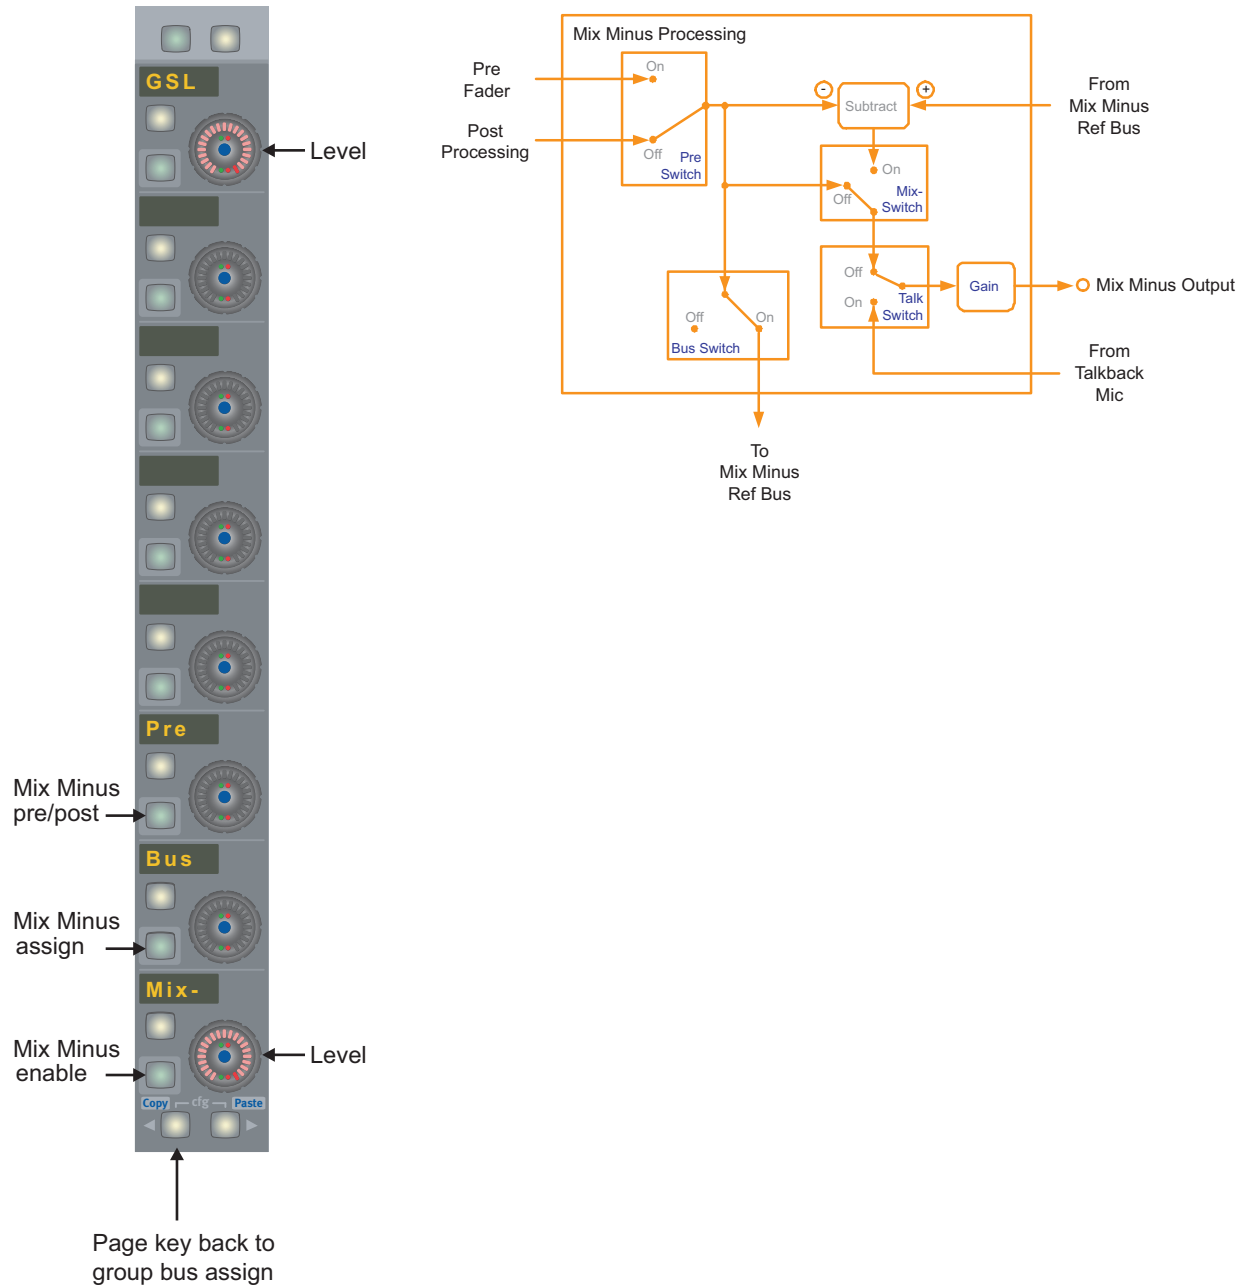 GSL
Level
Pre
Mix Minus
pre/post
Bus
Mix Minus
assign
Mix-
Mix Minus
enable
Level
Copy
cfg
Paste
Page key back to
group bus assign
Mix Minus Processing
Pre
Fader
Post
Processing
On
Off
Pre
Switch
-
+
Subtract
From
Mix Minus
Ref Bus
On
Off
Mix-
Switch
Off
On
Talk
Switch
Gain
Mix Minus Output
Off
On
Bus Switch
From
Talkback
Mic
To
Mix Minus
Ref Bus